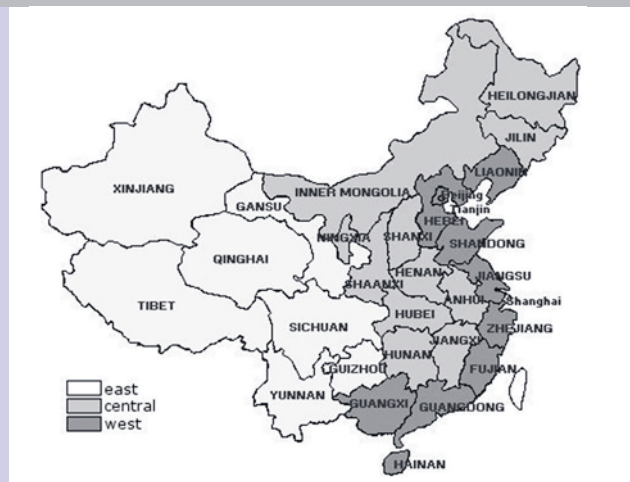 HEILONGJIAN
JILIN
LIAONIN
XINJIANG
INNER MONGOLIA
GANSU
Beijing
Tianjin
HEBEI
NINGXIA
SHANXI
SHANDONG
QINGHAI
HENAN
JIANGSU
SHAANXI
ANHUI
Shanghai
TIBET
HUBEI
SICHUAN
ZHEJIANG
JIANGXI
HUNAN
GUIZHOU
FUJIAN
YUNNAN
GUANGXI
GUANGDONG
HAINAN
east
central
west